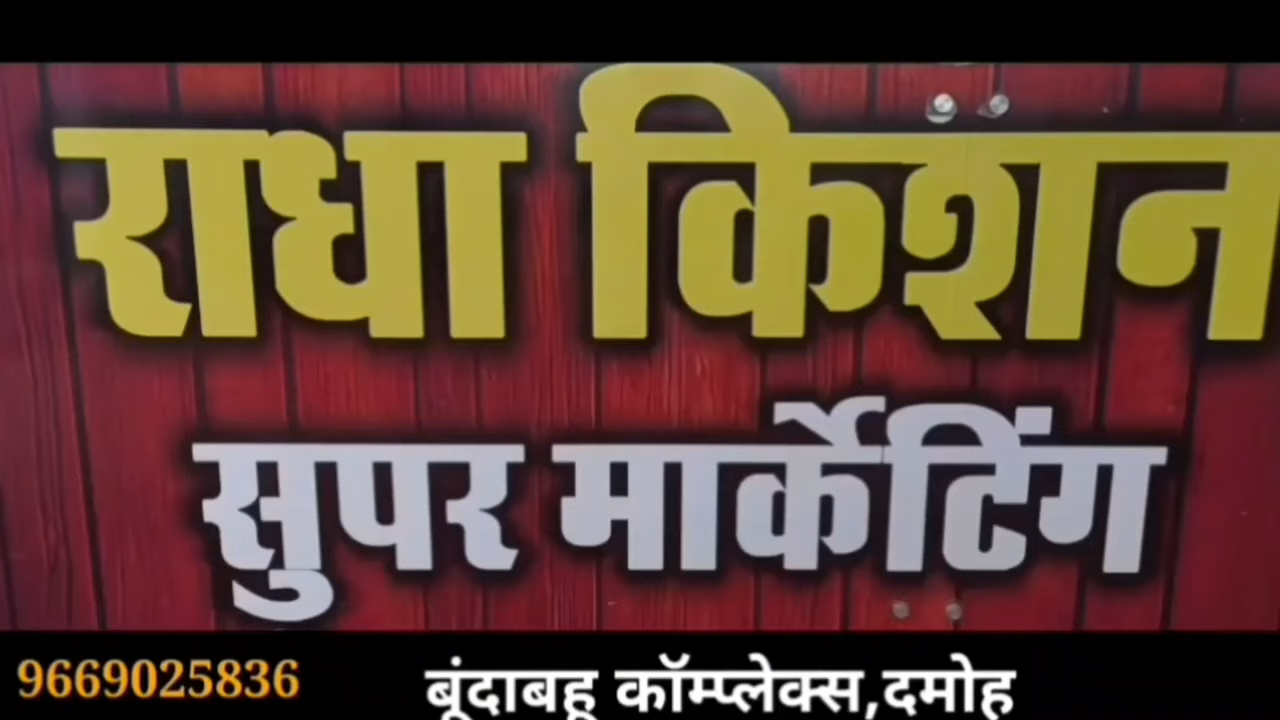 राधा किशन
सुपर मार्केटिंग
9669025836 बूंदाबहू कॉम्प्लेक्स,दमोह